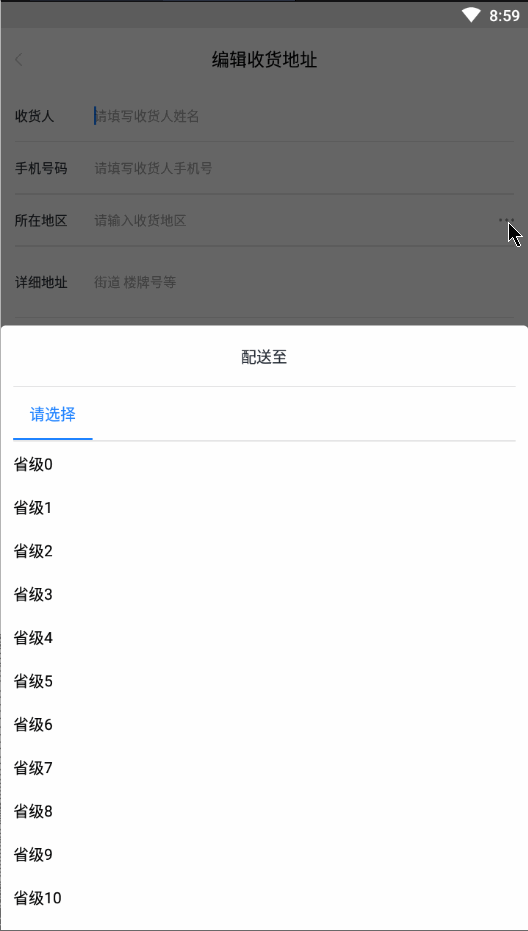 8:59
编辑收货地址
收货人 请填写收货人姓名
手机号码 请填写收货人手机号
所在地区 请输入收货地区
详细地址 街道 楼牌号等
配送至
请选择
省级0
省级1
省级2
省级3
省级4
省级5
省级6
省级7
省级8
省级9
省级10